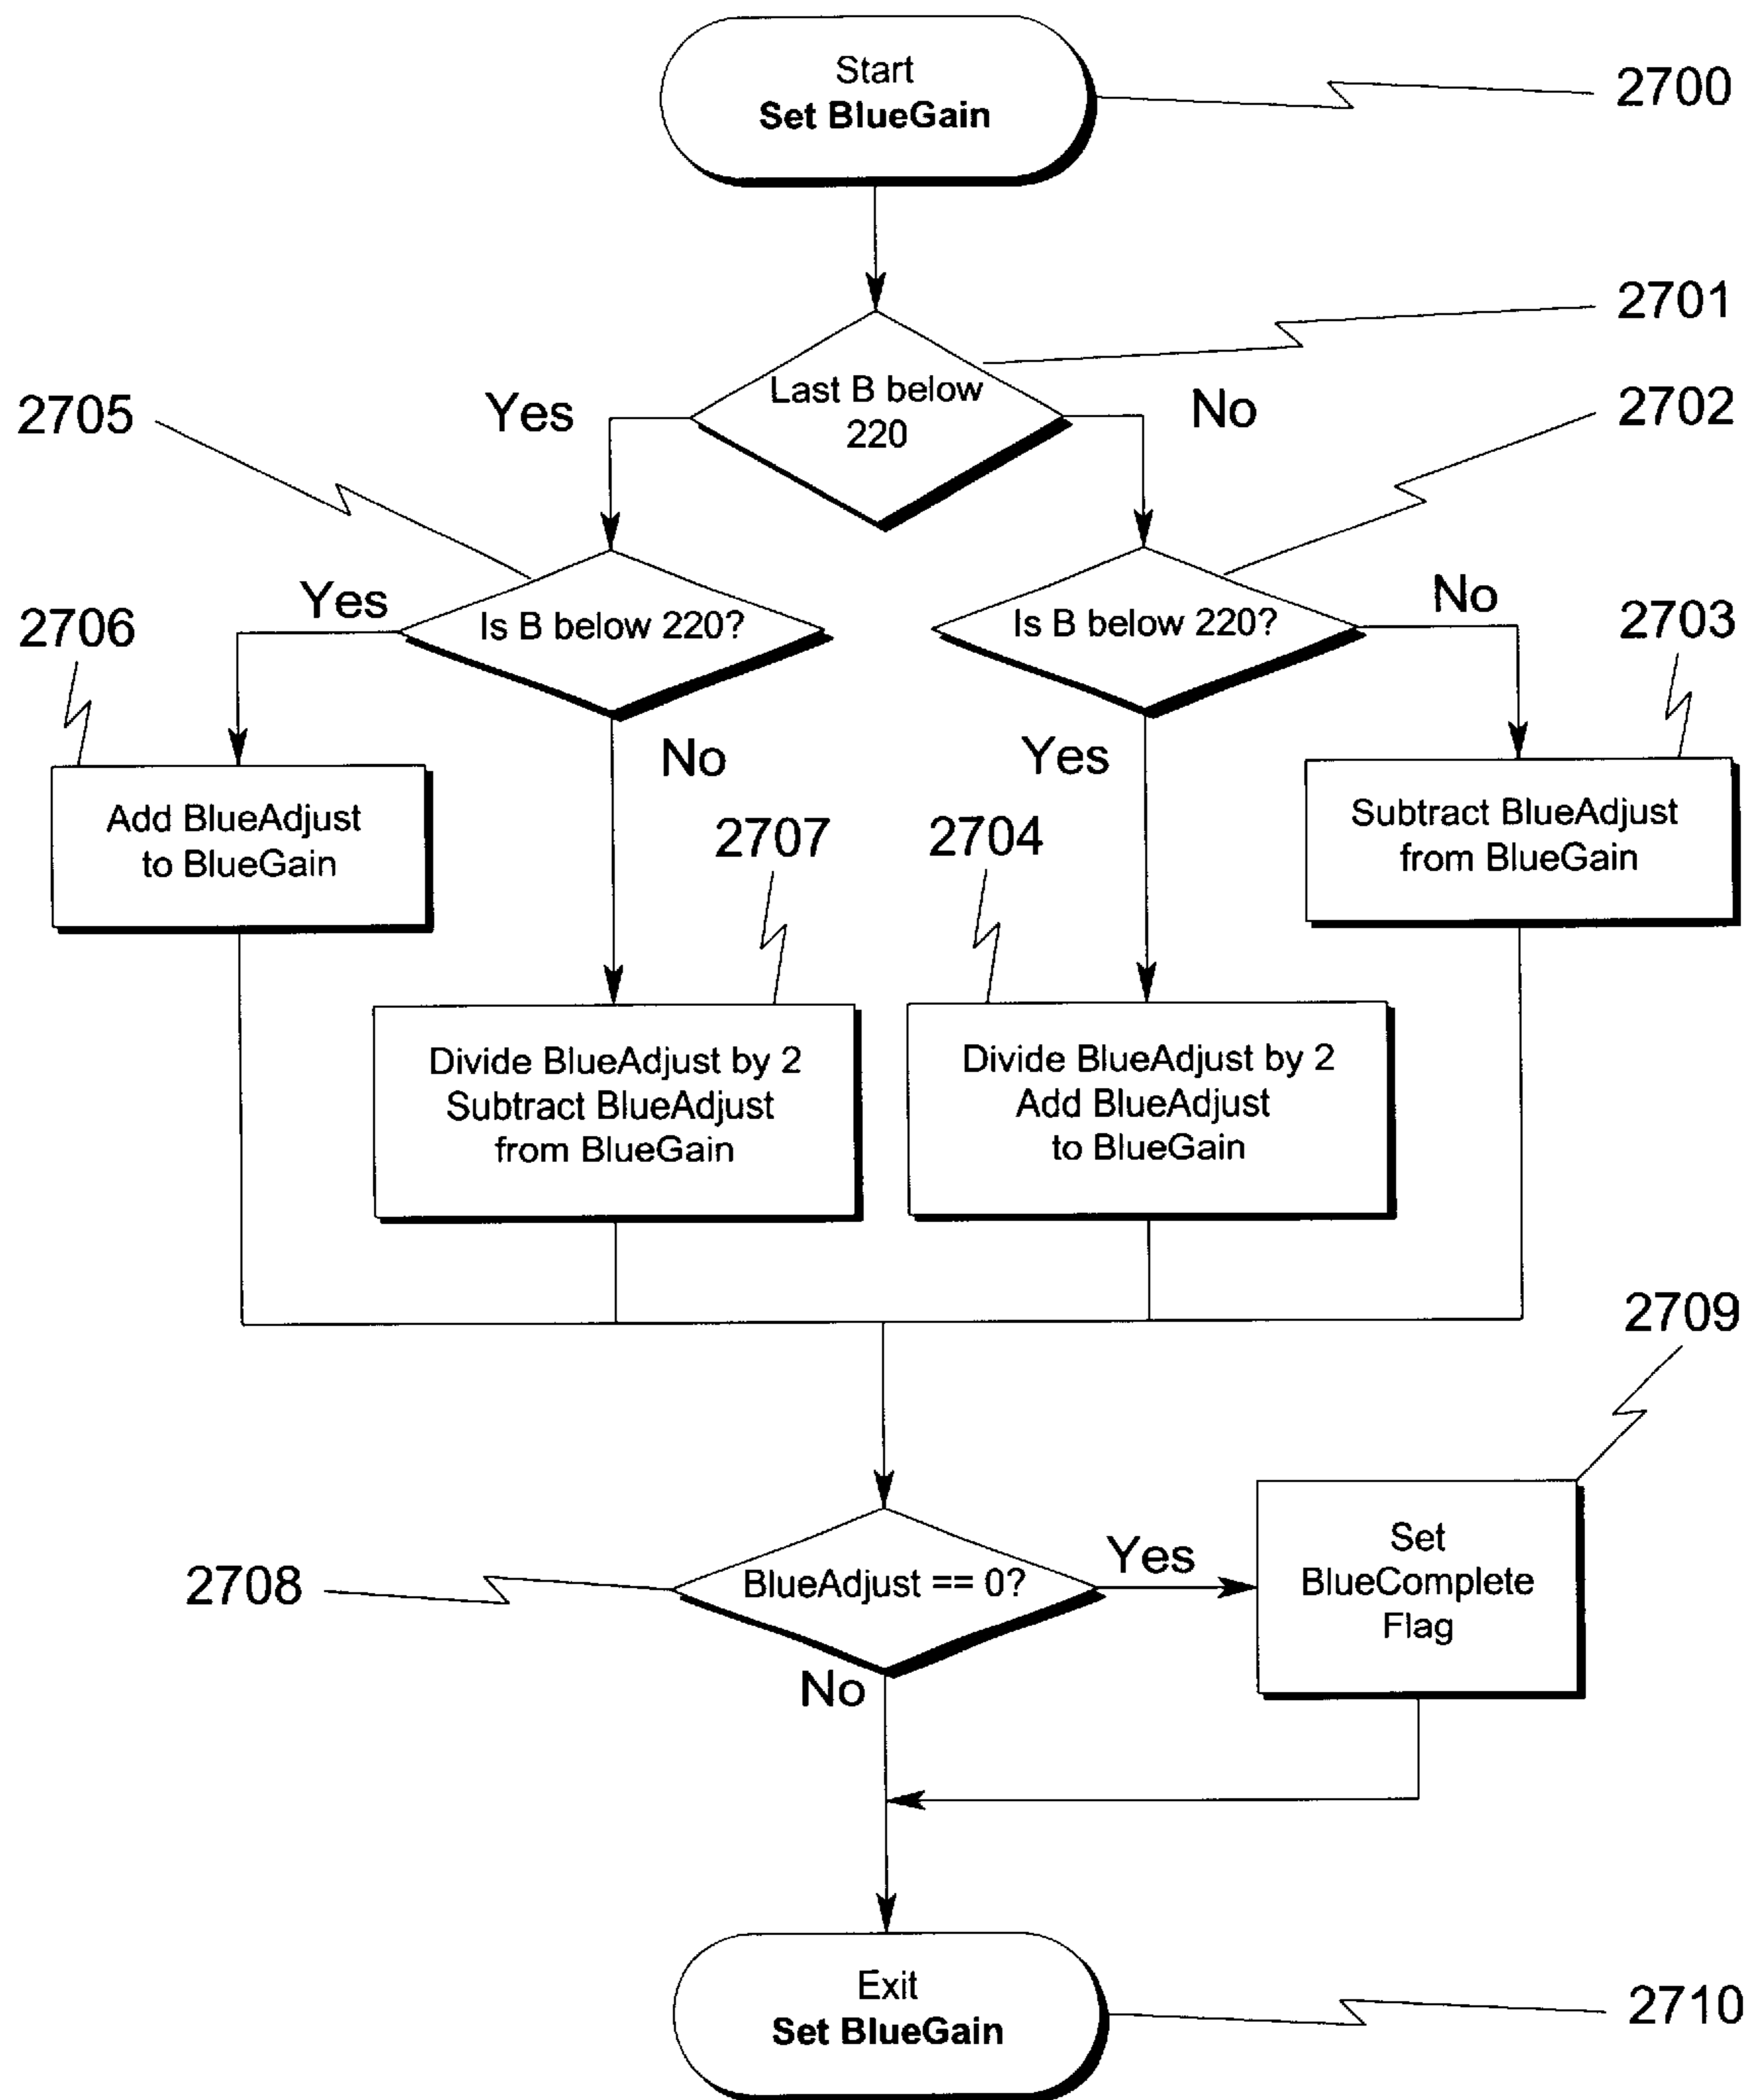 Start
Set BlueGain
2700
2701
Last B below
220
Yes
No
2705
2702
Is B below 220?
Yes
Is B below 220?
No
2706
2703
No
Yes
Add BlueAdjust
to BlueGain
2707
2704
Subtract BlueAdjust
from BlueGain
Divide BlueAdjust by 2
Subtract BlueAdjust
from BlueGain
Divide BlueAdjust by 2
Add BlueAdjust
to BlueGain
2709
2708
BlueAdjust == 0?
Yes
Set
BlueComplete
Flag
No
Exit
Set BlueGain
2710